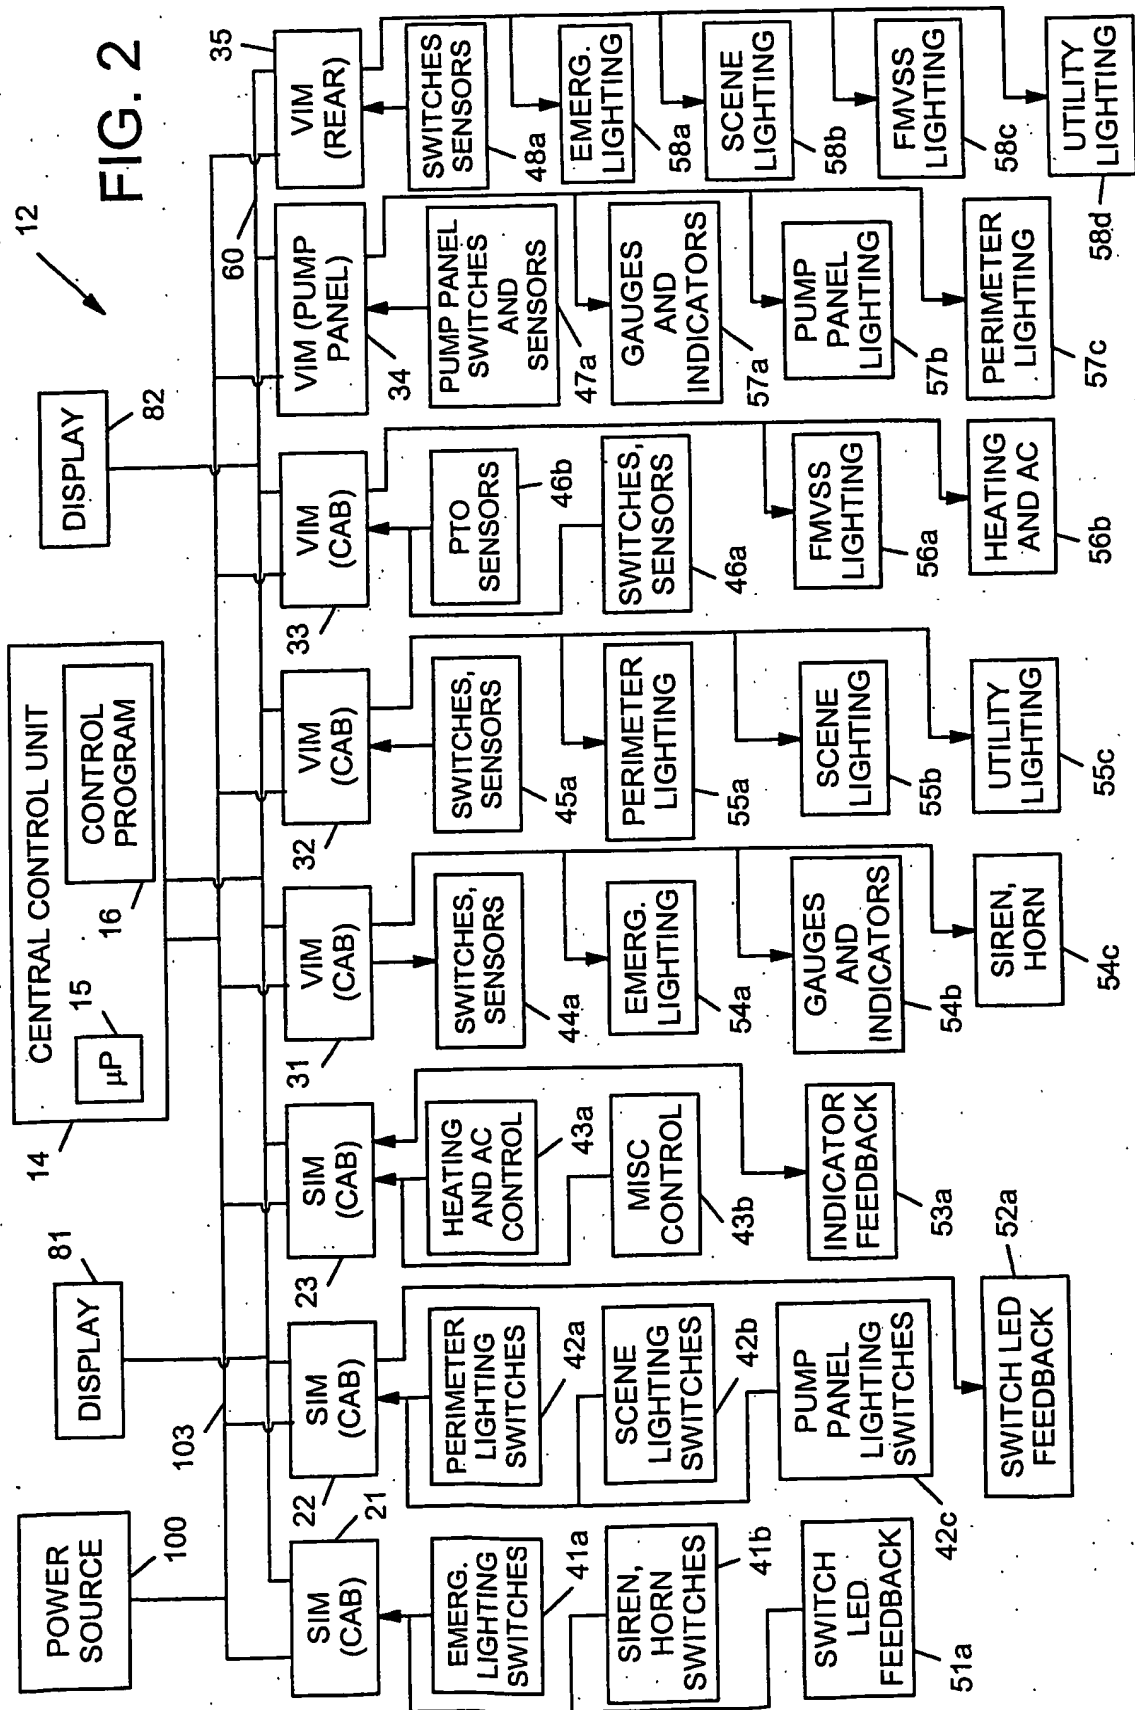 FIG. 2
12
POWER
SOURCE
100
103
DISPLAY
81
CENTRAL CONTROL UNIT
14
µP
15
CONTROL
PROGRAM
16
DISPLAY
82
60
SIM
(CAB)
21
EMERG.
LIGHTING
SWITCHES
41a
SIREN,
HORN
SWITCHES
41b
SWITCH
LED
FEEDBACK
51a
SIM
(CAB)
22
PERIMETER
LIGHTING
SWITCHES
42a
SCENE
LIGHTING
SWITCHES
42b
PUMP
PANEL
LIGHTING
SWITCHES
42c
SWITCH LED
FEEDBACK
52a
SIM
(CAB)
23
HEATING
AND AC
CONTROL
43a
MISC
CONTROL
43b
INDICATOR
FEEDBACK
53a
VIM
(CAB)
31
SWITCHES,
SENSORS
44a
EMERG.
LIGHTING
54a
GAUGES
AND
INDICATORS
54b
SIREN,
HORN
54c
VIM
(CAB)
32
SWITCHES,
SENSORS
45a
PERIMETER
LIGHTING
55a
SCENE
LIGHTING
55b
UTILITY
LIGHTING
55c
VIM
(CAB)
33
PTO
SENSORS
46b
SWITCHES,
SENSORS
46a
FMVSS
LIGHTING
56a
HEATING
AND AC
56b
VIM (PUMP
PANEL)
34
PUMP PANEL
SWITCHES
AND
SENSORS
47a
GAUGES
AND
INDICATORS
57a
PUMP
PANEL
LIGHTING
57b
PERIMETER
LIGHTING
57c
VIM
(REAR)
35
SWITCHES
SENSORS
48a
EMERG.
LIGHTING
58a
SCENE
LIGHTING
58b
FMVSS
LIGHTING
58c
UTILITY
LIGHTING
58d